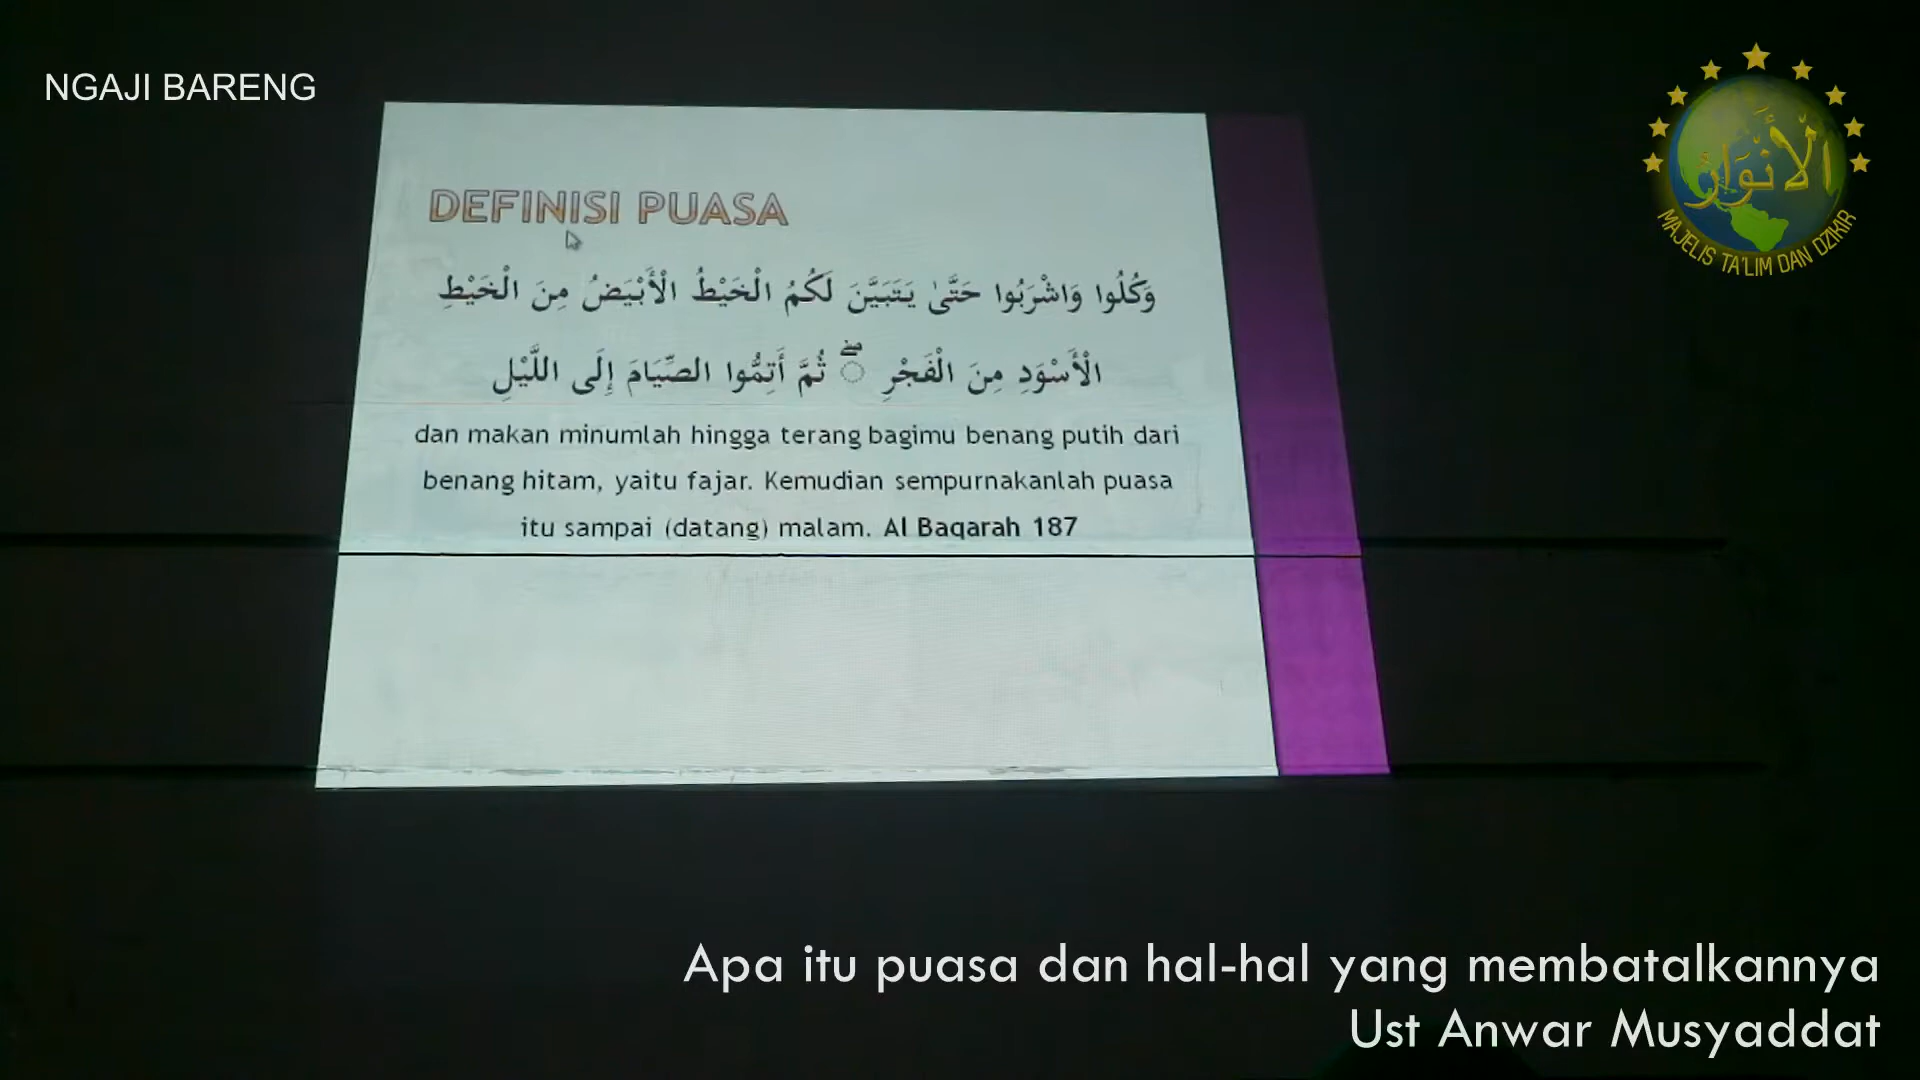 NGAJI BARENG
الْأَنْوَارْ
MAJELIS TA'LIM DAN DZIKIR
DEFINISI PUASA
وَكُلُوا وَاشْرَبُوا حَتَّىٰ يَتَبَيَّنَ لَكُمُ الْخَيْطُ الْأَبْيَضُ مِنَ الْخَيْطِ
الْأَسْوَدِ مِنَ الْفَجْرِ ۖ ثُمَّ أَتِمُّوا الصِّيَامَ إِلَى اللَّيْلِ
dan makan minumlah hingga terang bagimu benang putih dari
benang hitam, yaitu fajar. Kemudian sempurnakanlah puasa
itu sampai (datang) malam. Al Baqarah 187
Apa itu puasa dan hal-hal yang membatalkannya
Ust Anwar Musyaddat